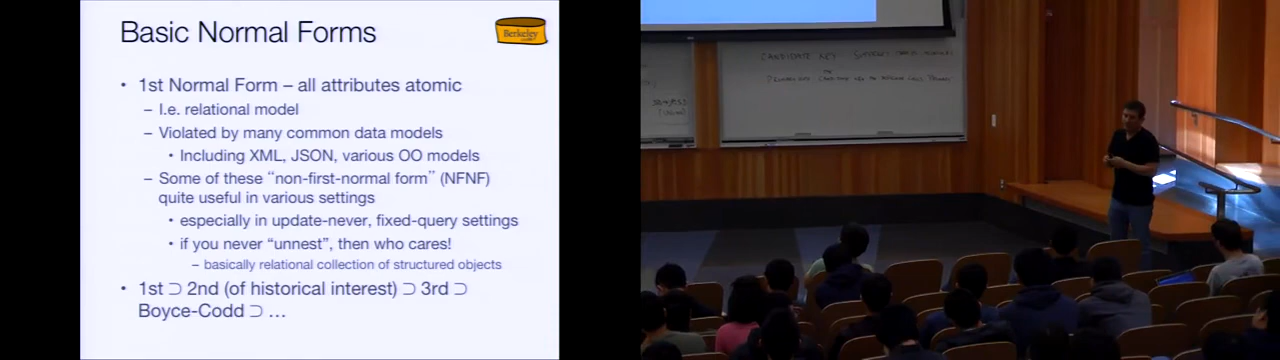 Basic Normal Forms
Berkeley
• 1st Normal Form – all attributes atomic
– I.e. relational model
– Violated by many common data models
• Including XML, JSON, various OO models
– Some of these “non-first-normal form” (NFNF)
quite useful in various settings
• especially in update-never, fixed-query settings
• if you never “unnest”, then who cares!
– basically relational collection of structured objects
• 1st ⊃ 2nd (of historical interest) ⊃ 3rd ⊃
Boyce-Codd ⊃ …
CANDIDATE KEY